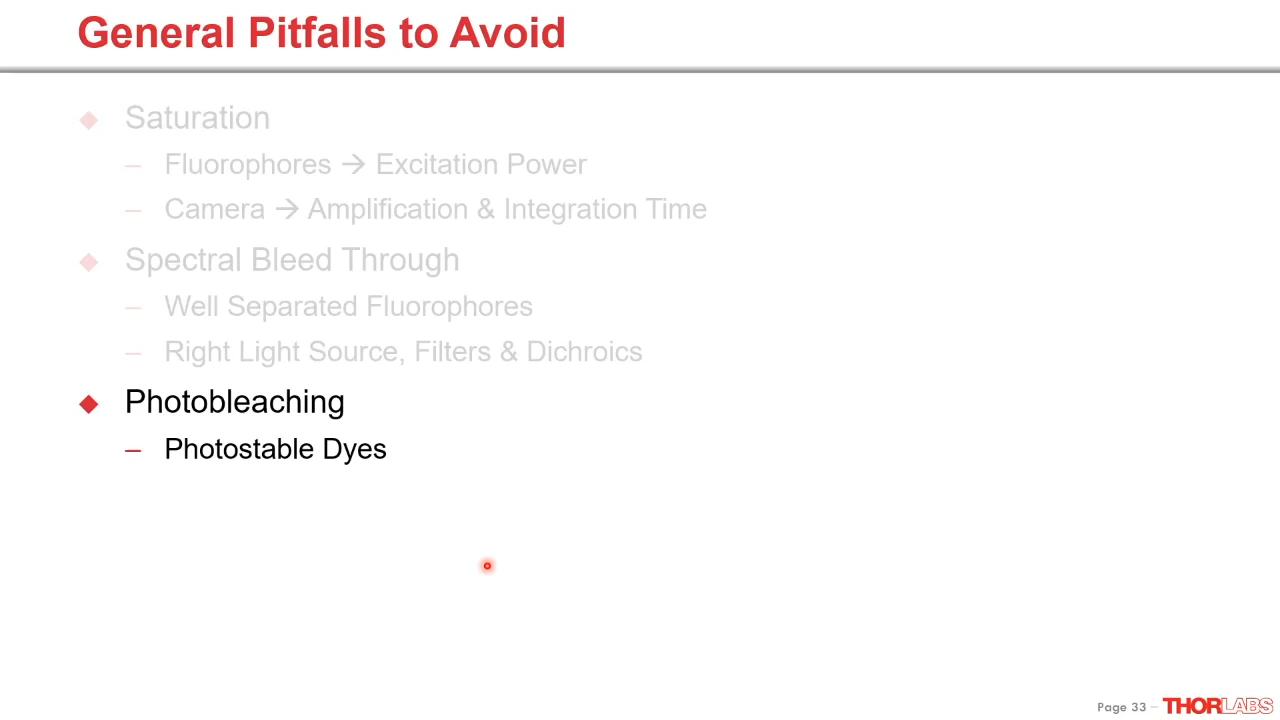 General Pitfalls to Avoid
◆ Saturation
– Fluorophores → Excitation Power
– Camera → Amplification & Integration Time
◆ Spectral Bleed Through
– Well Separated Fluorophores
– Right Light Source, Filters & Dichroics
◆ Photobleaching
– Photostable Dyes
Page 33 – THORLABS